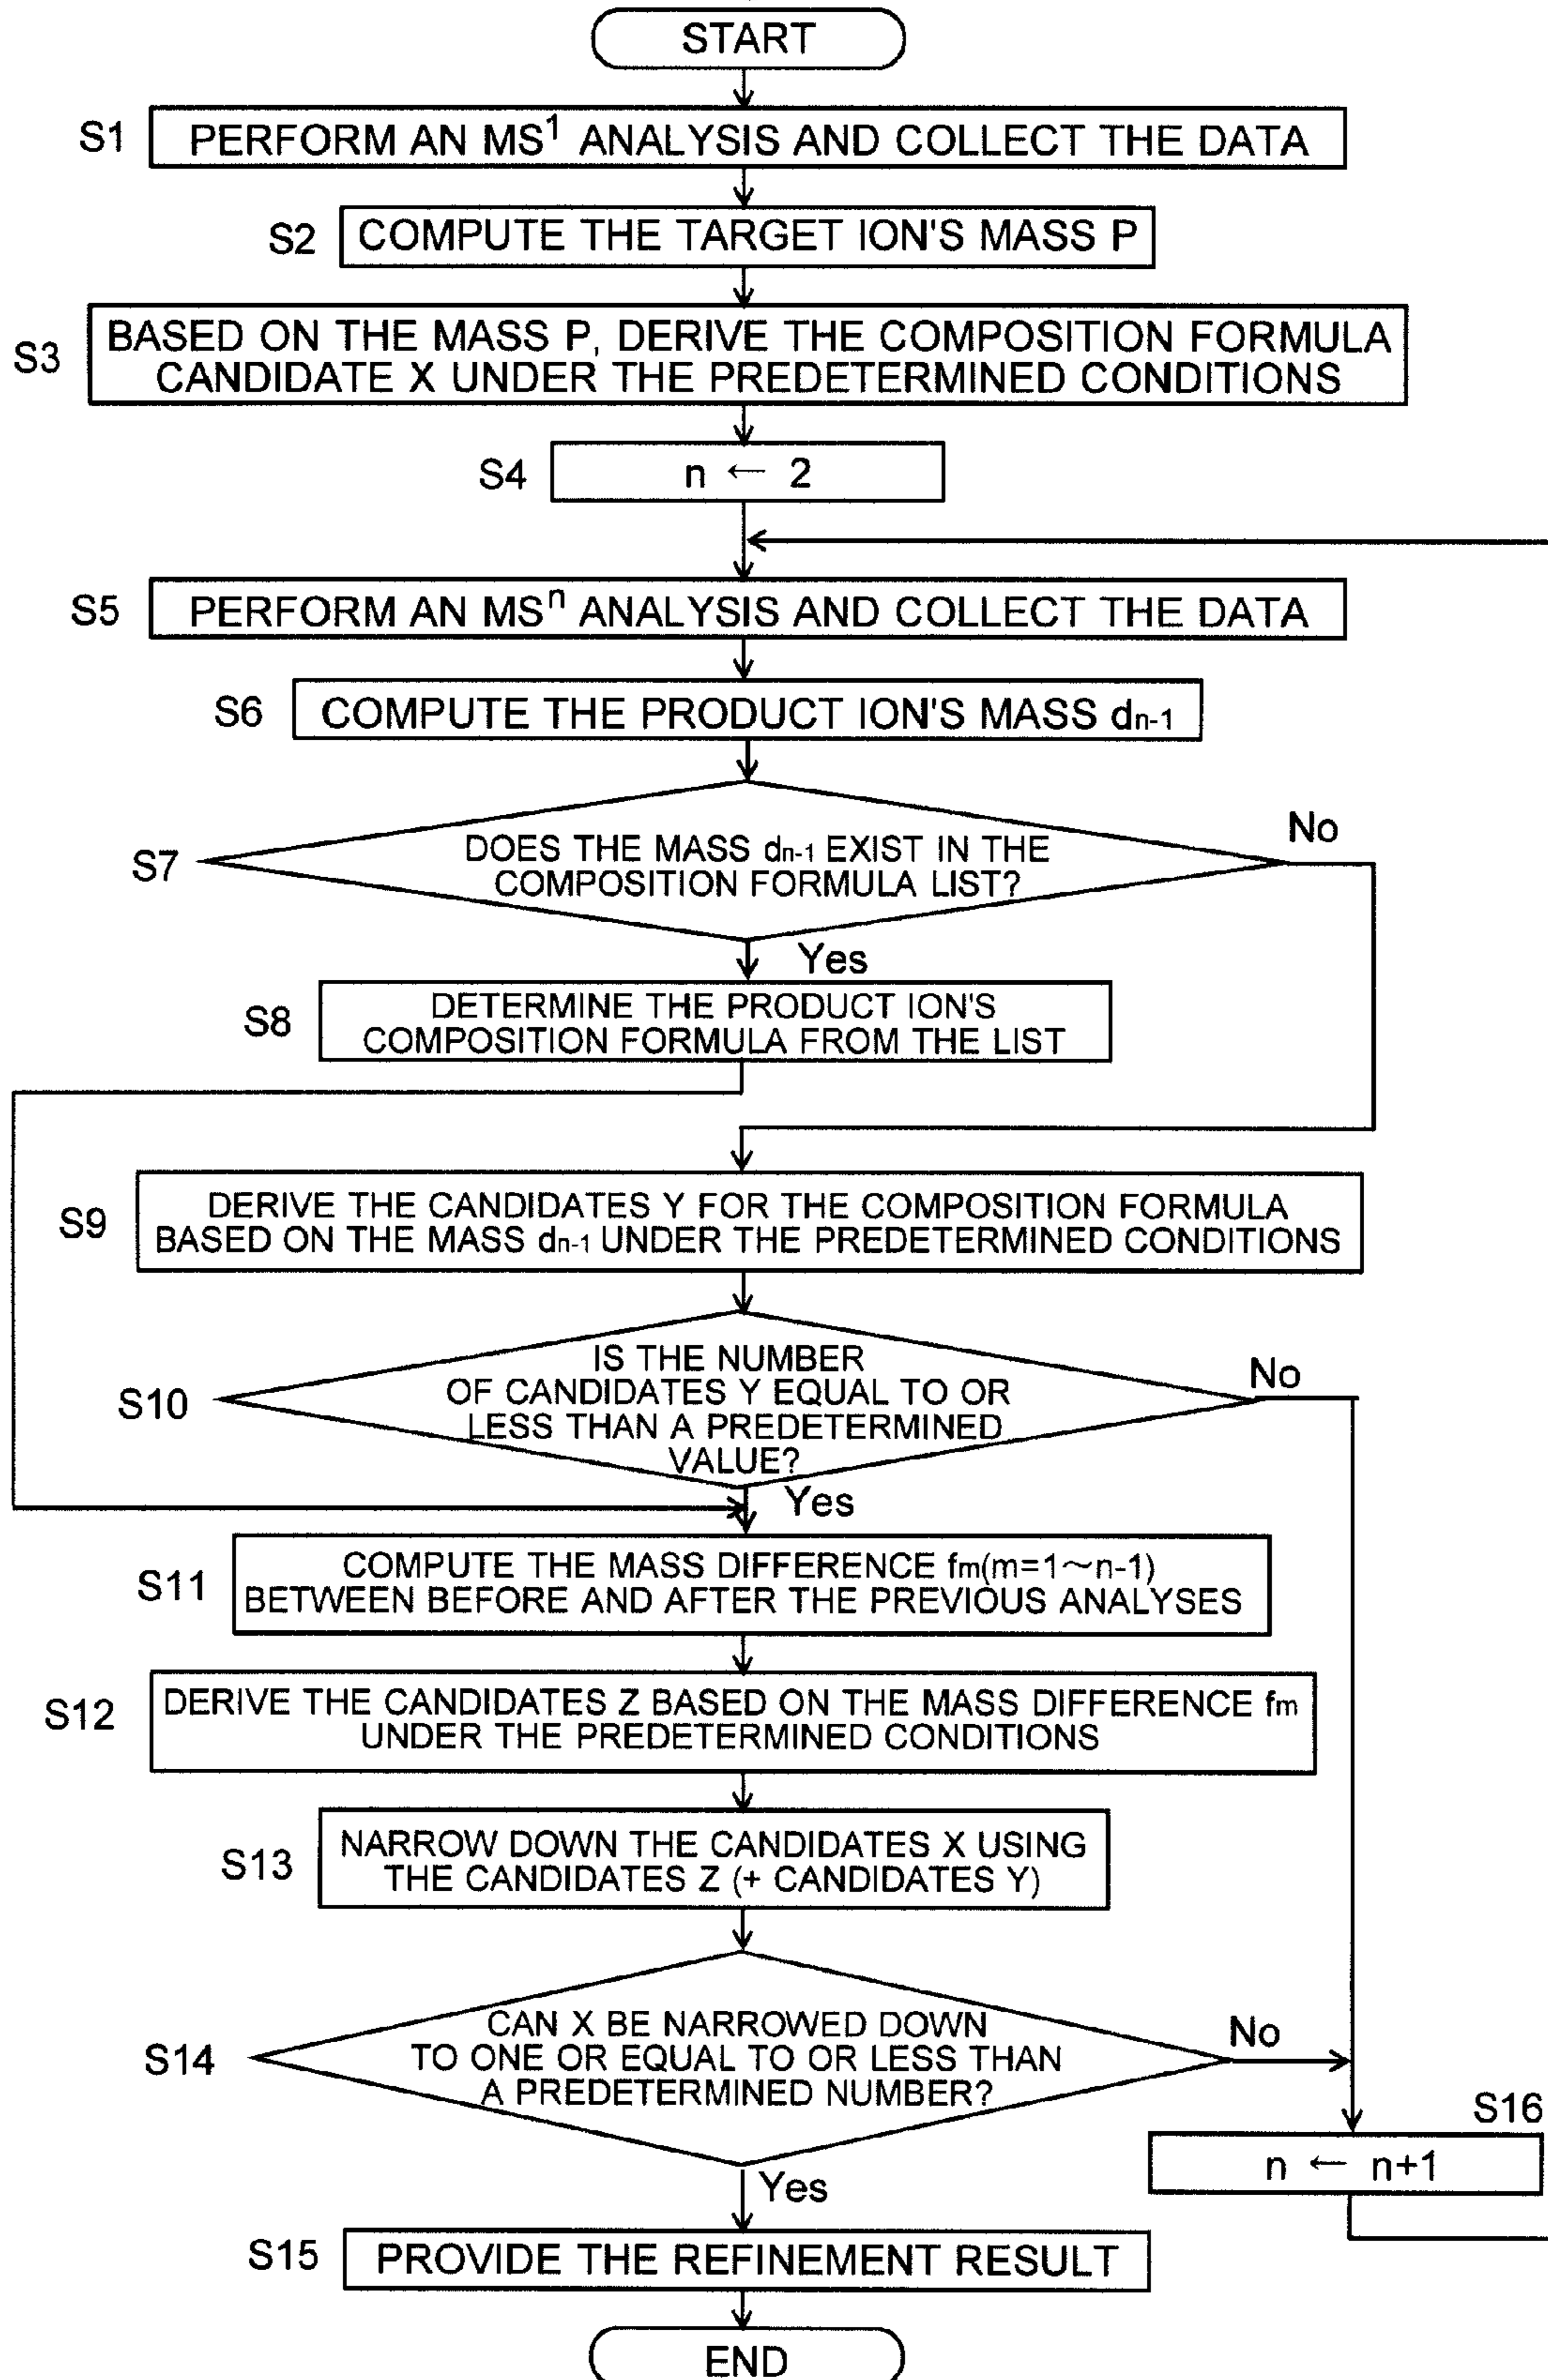 START
S1
PERFORM AN MS¹ ANALYSIS AND COLLECT THE DATA
S2
COMPUTE THE TARGET ION'S MASS P
S3
BASED ON THE MASS P, DERIVE THE COMPOSITION FORMULA
CANDIDATE X UNDER THE PREDETERMINED CONDITIONS
S4
n ← 2
S5
PERFORM AN MSⁿ ANALYSIS AND COLLECT THE DATA
S6
COMPUTE THE PRODUCT ION'S MASS dn-1
S7
DOES THE MASS dn-1 EXIST IN THE
COMPOSITION FORMULA LIST?
No
Yes
S8
DETERMINE THE PRODUCT ION'S
COMPOSITION FORMULA FROM THE LIST
S9
DERIVE THE CANDIDATES Y FOR THE COMPOSITION FORMULA
BASED ON THE MASS dn-1 UNDER THE PREDETERMINED CONDITIONS
S10
IS THE NUMBER
OF CANDIDATES Y EQUAL TO OR
LESS THAN A PREDETERMINED
VALUE?
No
Yes
S11
COMPUTE THE MASS DIFFERENCE fm(m=1～n-1)
BETWEEN BEFORE AND AFTER THE PREVIOUS ANALYSES
S12
DERIVE THE CANDIDATES Z BASED ON THE MASS DIFFERENCE fm
UNDER THE PREDETERMINED CONDITIONS
S13
NARROW DOWN THE CANDIDATES X USING
THE CANDIDATES Z (+ CANDIDATES Y)
S14
CAN X BE NARROWED DOWN
TO ONE OR EQUAL TO OR LESS THAN
A PREDETERMINED NUMBER?
No
Yes
S16
n ← n+1
S15
PROVIDE THE REFINEMENT RESULT
END